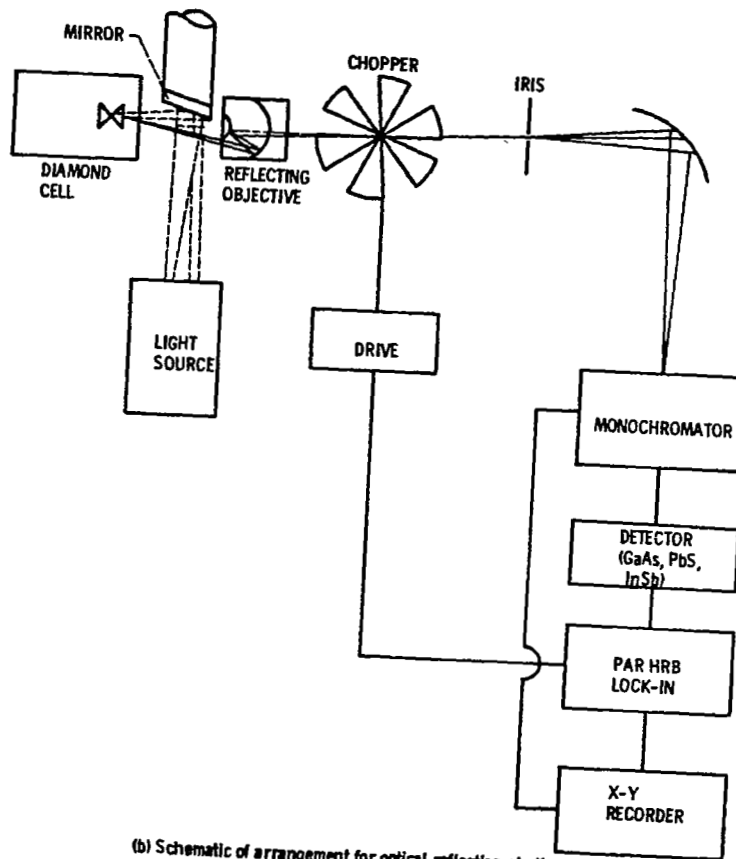 MIRROR
CHOPPER
IRIS
DIAMOND
CELL
REFLECTING
OBJECTIVE
LIGHT
SOURCE
DRIVE
MONOCHROMATOR
DETECTOR
(GaAs, PbS,
InSb)
PAR HRB
LOCK-IN
X-Y
RECORDER
(b) Schematic of arrangement for optical reflection